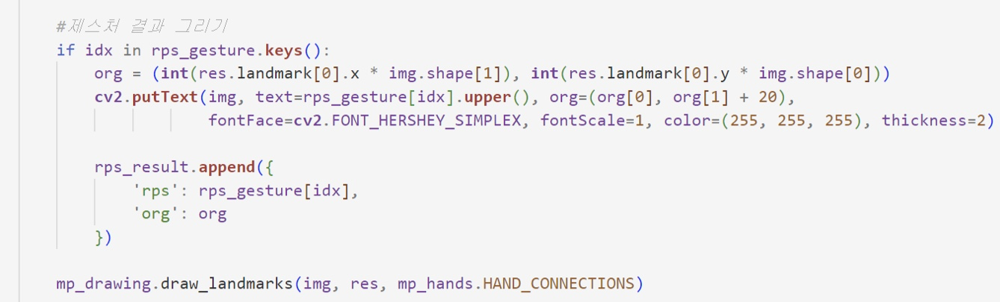 #제스처 결과 그리기
if idx in rps_gesture.keys():
    org = (int(res.landmark[0].x * img.shape[1]), int(res.landmark[0].y * img.shape[0]))
    cv2.putText(img, text=rps_gesture[idx].upper(), org=(org[0], org[1] + 20),
                fontFace=cv2.FONT_HERSHEY_SIMPLEX, fontScale=1, color=(255, 255, 255), thickness=2)
    rps_result.append({
        'rps': rps_gesture[idx],
        'org': org
    })
mp_drawing.draw_landmarks(img, res, mp_hands.HAND_CONNECTIONS)